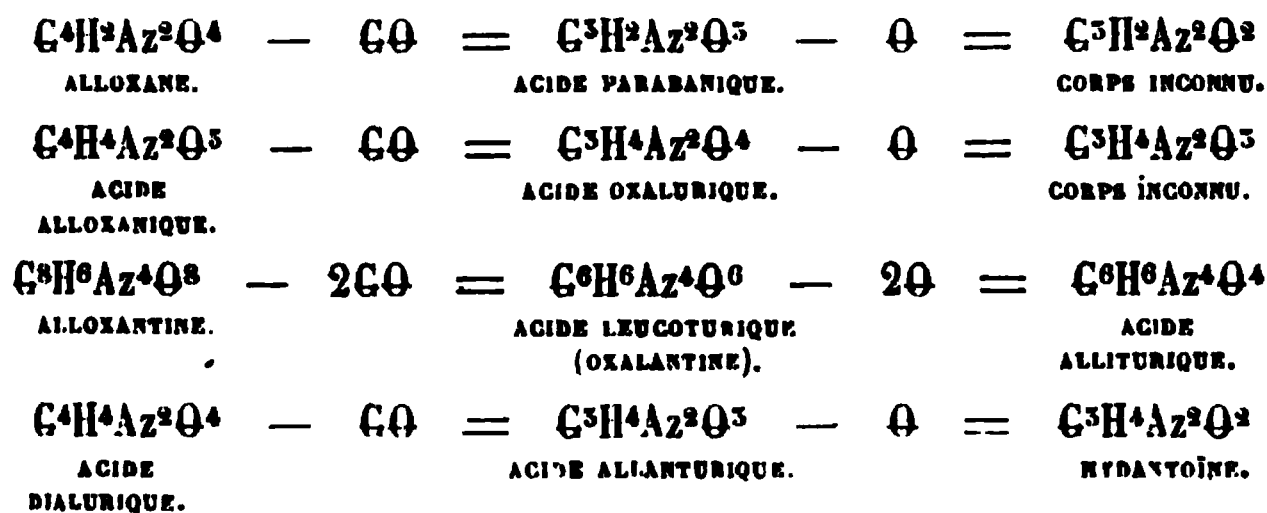 C⁴H²Az²O⁴ — CO = C³H²Az²O³ — O = C³H²Az²O²
ALLOXANE. ACIDE PARABANIQUE. CORPS INCONNU.
C⁴H⁴Az²O⁵ — CO = C³H⁴Az²O⁴ — O = C³H⁴Az²O³
ACIDE ALLOXANIQUE. ACIDE OXALURIQUE. CORPS INCONNU.
C⁸H⁶Az⁴O⁸ — 2CO = C⁶H⁶Az⁴O⁶ — 2O = C⁶H⁶Az⁴O⁴
ALLOXANTINE. ACIDE LEUCOTURIQUE ACIDE
(OXALANTINE). ALLITURIQUE.
C⁴H⁴Az²O⁴ — CO = C³H⁴Az²O³ — O = C³H⁴Az²O²
ACIDE ACIDE ALLANTURIQUE. HYDANTOÏNE.
DIALURIQUE.